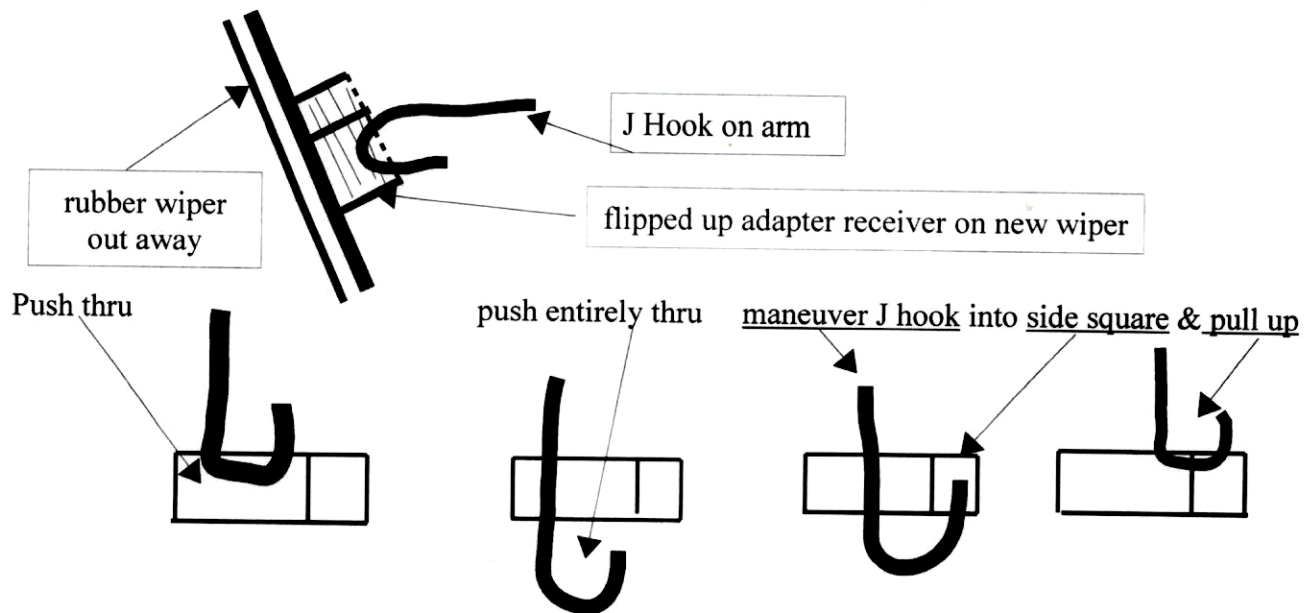 J Hook on arm
rubber wiper
out away
flipped up adapter receiver on new wiper
Push thru
push entirely thru
maneuver J hook into side square & pull up